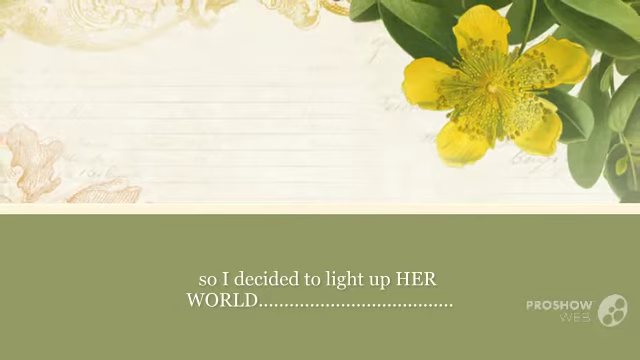 so I decided to light up HER
WORLD......................................
PROSHOW
WEB